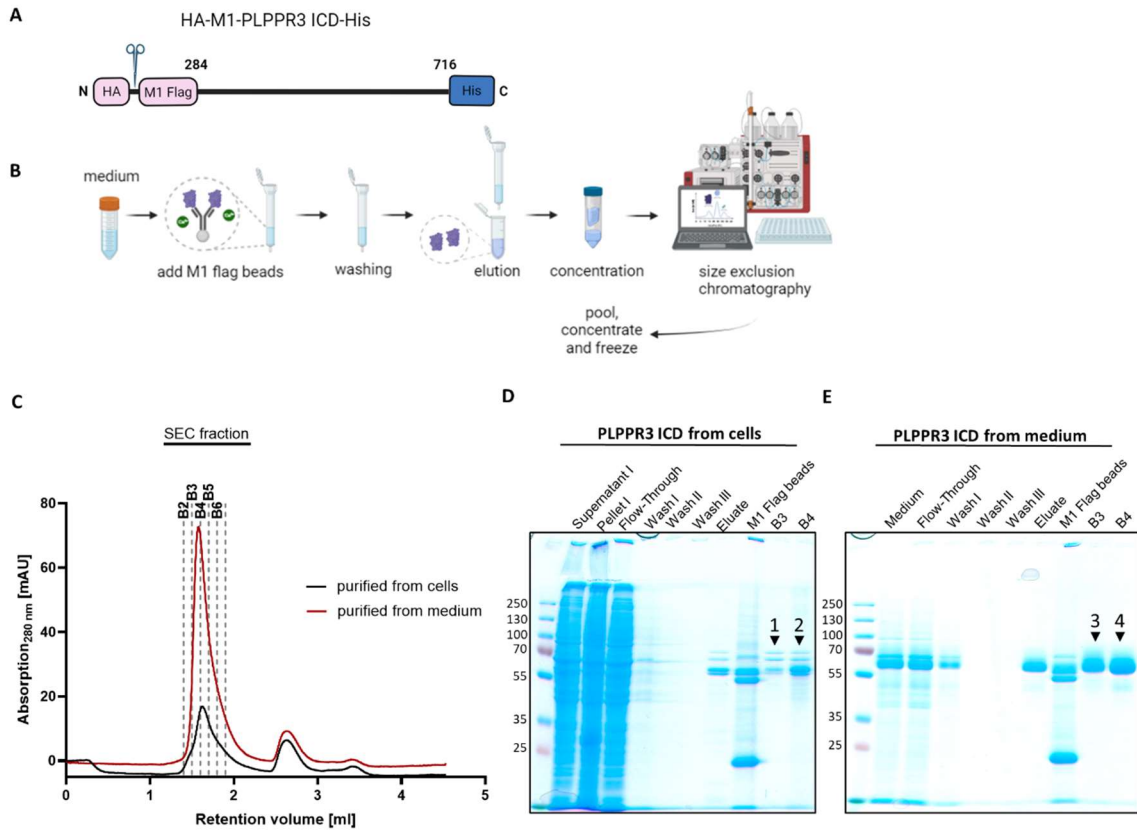 A
HA-M1-PLPPR3 ICD-His
284
716
N
HA
M1 Flag
His
C
B
medium
add M1 flag beads
washing
elution
concentration
size exclusion
chromatography
pool,
concentrate
and freeze
C
SEC fraction
B2
B3
B4
B5
B6
80
60
40
20
0
Absorption280 nm [mAU]
purified from cells
purified from medium
0
1
2
3
4
5
Retention volume [ml]
D
PLPPR3 ICD from cells
Supernatant I
Pellet I
Flow-Through
Wash I
Wash II
Wash III
Eluate
M1 Flag beads
B3
B4
250
130
100
70
55
35
25
1
2
E
PLPPR3 ICD from medium
Medium
Flow-Through
Wash I
Wash II
Wash III
Eluate
M1 Flag beads
B3
B4
250
130
100
70
55
35
25
3
4